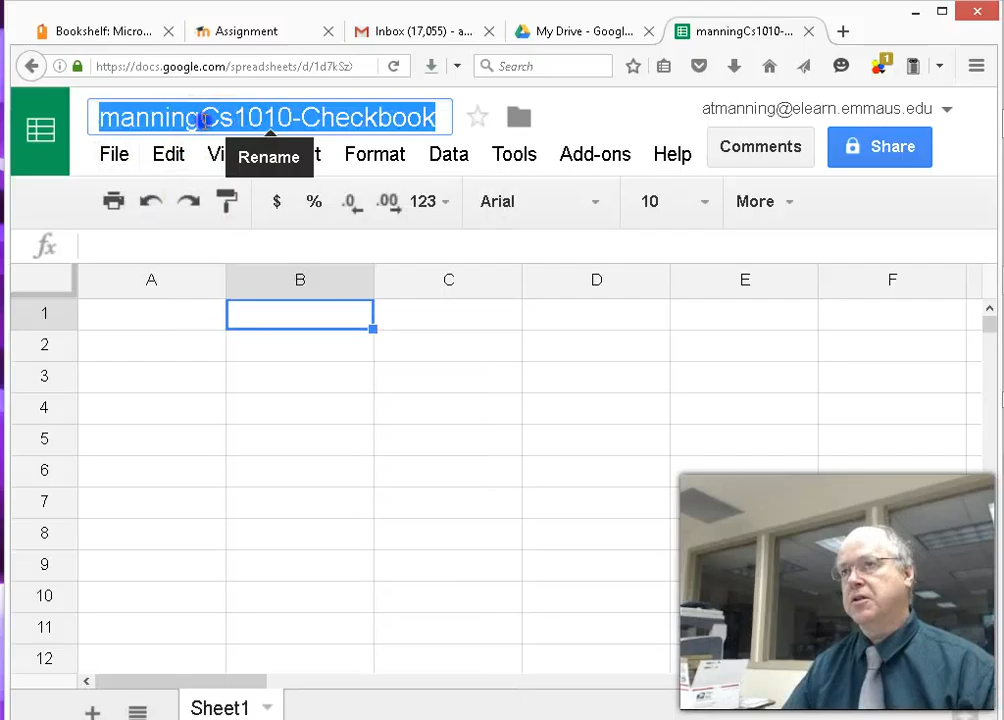 Bookshelf: Micro...
Assignment
Inbox (17,055) — a...
My Drive - Googl...
manningCs1010-...
https://docs.google.com/spreadsheets/d/1d7kSz
Search
manningCs1010-Checkbook
atmanning@elearn.emmaus.edu
File Edit Vi t Format Data Tools Add-ons Help
Rename
Comments
Share
$ % .0 .00 123 Arial 10 More
fx
A B C D E F
1
2
3
4
5
6
7
8
9
10
11
12
Sheet1